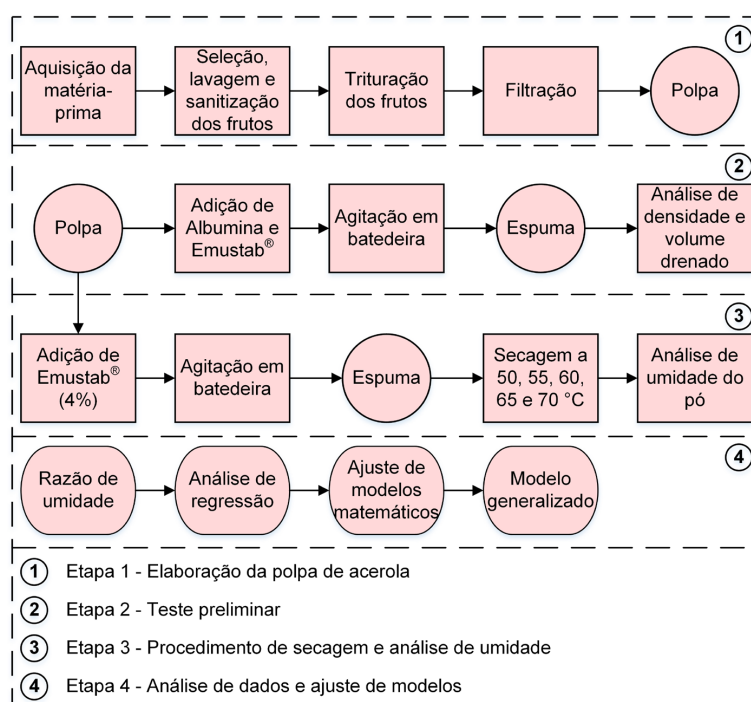 1
Aquisição da
matéria-
prima
Seleção,
lavagem e
sanitização
dos frutos
Trituração
dos frutos
Filtração
Polpa
2
Polpa
Adição de
Albumina e
Emustab®
Agitação em
batedeira
Espuma
Análise de
densidade e
volume
drenado
3
Adição de
Emustab®
(4%)
Agitação em
batedeira
Espuma
Secagem a
50, 55, 60,
65 e 70 °C
Análise de
umidade do
pó
4
Razão de
umidade
Análise de
regressão
Ajuste de
modelos
matemáticos
Modelo
generalizado
1 Etapa 1 - Elaboração da polpa de acerola
2 Etapa 2 - Teste preliminar
3 Etapa 3 - Procedimento de secagem e análise de umidade
4 Etapa 4 - Análise de dados e ajuste de modelos